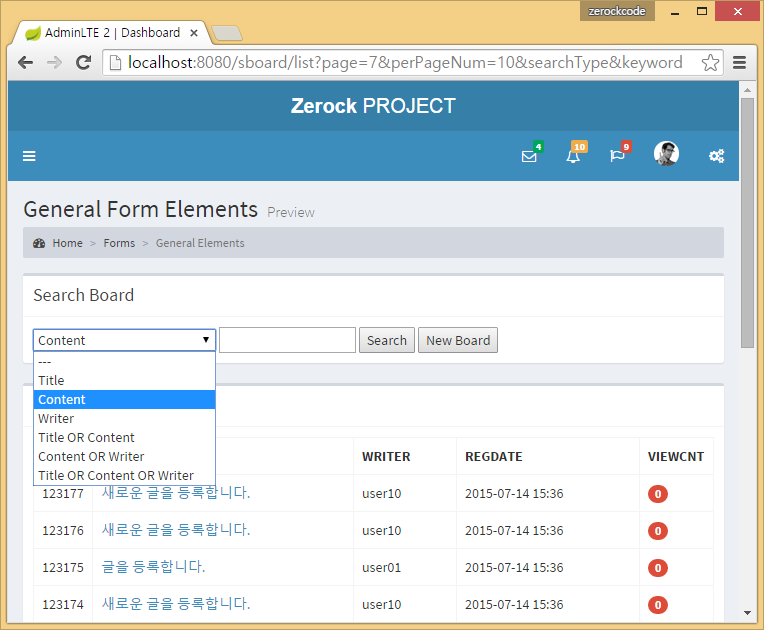 zerockcode
AdminLTE 2 | Dashboard
localhost:8080/sboard/list?page=7&perPageNum=10&searchType&keyword
Zerock PROJECT
4 10 9
General Form Elements Preview
Home > Forms > General Elements
Search Board
Content Search New Board
---
Title
Content
Writer
Title OR Content
Content OR Writer
Title OR Content OR Writer
WRITER REGDATE VIEWCNT
123177 새로운 글을 등록합니다. user10 2015-07-14 15:36 0
123176 새로운 글을 등록합니다. user10 2015-07-14 15:36 0
123175 글을 등록합니다. user01 2015-07-14 15:36 0
123174 새로운 글을 등록합니다. user10 2015-07-14 15:36 0